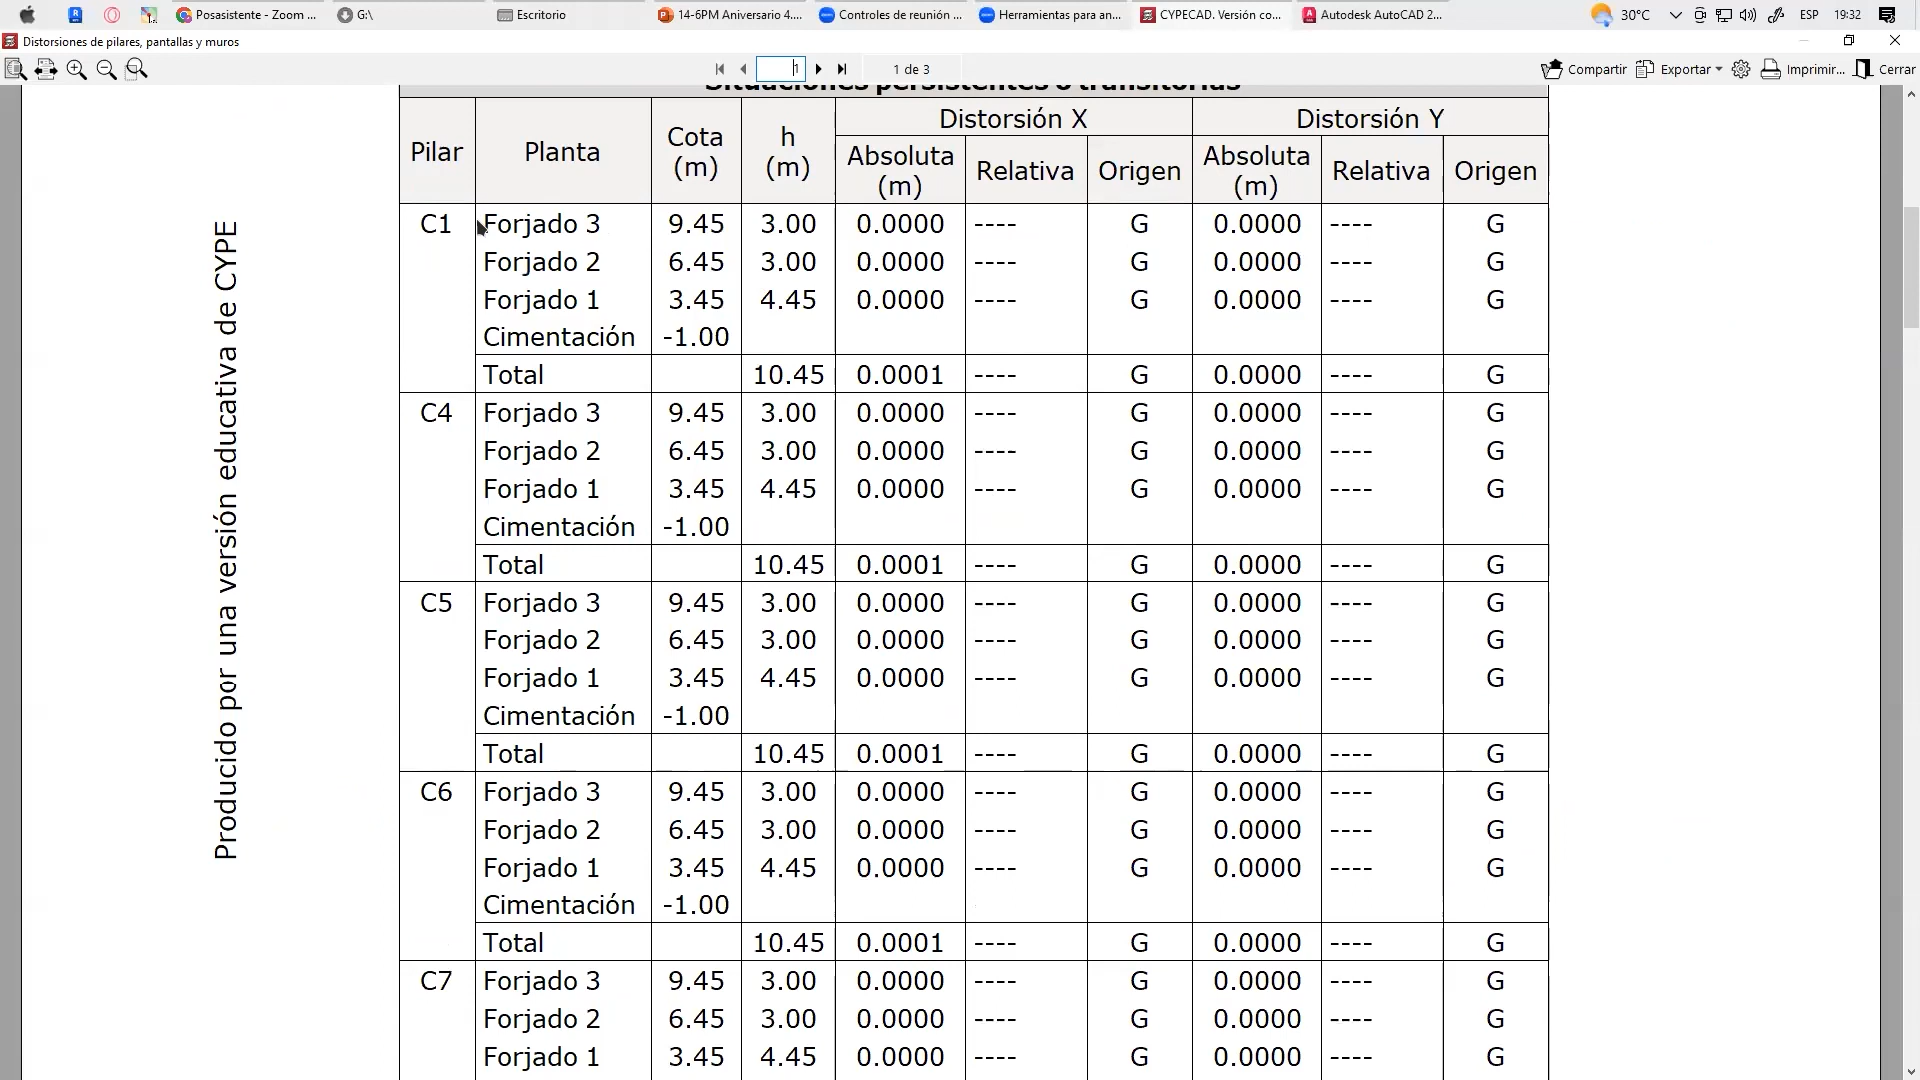 Posasistente - Zoom ...
G:\
Escritorio
14-6PM Aniversario 4....
Controles de reunión ...
Herramientas para an...
CYPECAD. Versión co...
Autodesk AutoCAD 2...
30°C
ESP
19:32
Distorsiones de pilares, pantallas y muros
1
1 de 3
Compartir
Exportar
Imprimir...
Cerrar
Situaciones persistentes o transitorias
Pilar Planta Cota (m) h (m) Distorsión X Distorsión Y
Absoluta (m) Relativa Origen Absoluta (m) Relativa Origen
C1 Forjado 3 9.45 3.00 0.0000 ---- G 0.0000 ---- G
Forjado 2 6.45 3.00 0.0000 ---- G 0.0000 ---- G
Forjado 1 3.45 4.45 0.0000 ---- G 0.0000 ---- G
Cimentación -1.00
Total 10.45 0.0001 ---- G 0.0000 ---- G
C4 Forjado 3 9.45 3.00 0.0000 ---- G 0.0000 ---- G
Forjado 2 6.45 3.00 0.0000 ---- G 0.0000 ---- G
Forjado 1 3.45 4.45 0.0000 ---- G 0.0000 ---- G
Cimentación -1.00
Total 10.45 0.0001 ---- G 0.0000 ---- G
C5 Forjado 3 9.45 3.00 0.0000 ---- G 0.0000 ---- G
Forjado 2 6.45 3.00 0.0000 ---- G 0.0000 ---- G
Forjado 1 3.45 4.45 0.0000 ---- G 0.0000 ---- G
Cimentación -1.00
Total 10.45 0.0001 ---- G 0.0000 ---- G
C6 Forjado 3 9.45 3.00 0.0000 ---- G 0.0000 ---- G
Forjado 2 6.45 3.00 0.0000 ---- G 0.0000 ---- G
Forjado 1 3.45 4.45 0.0000 ---- G 0.0000 ---- G
Cimentación -1.00
Total 10.45 0.0001 ---- G 0.0000 ---- G
C7 Forjado 3 9.45 3.00 0.0000 ---- G 0.0000 ---- G
Forjado 2 6.45 3.00 0.0000 ---- G 0.0000 ---- G
Forjado 1 3.45 4.45 0.0000 ---- G 0.0000 ---- G
Producido por una versión educativa de CYPE